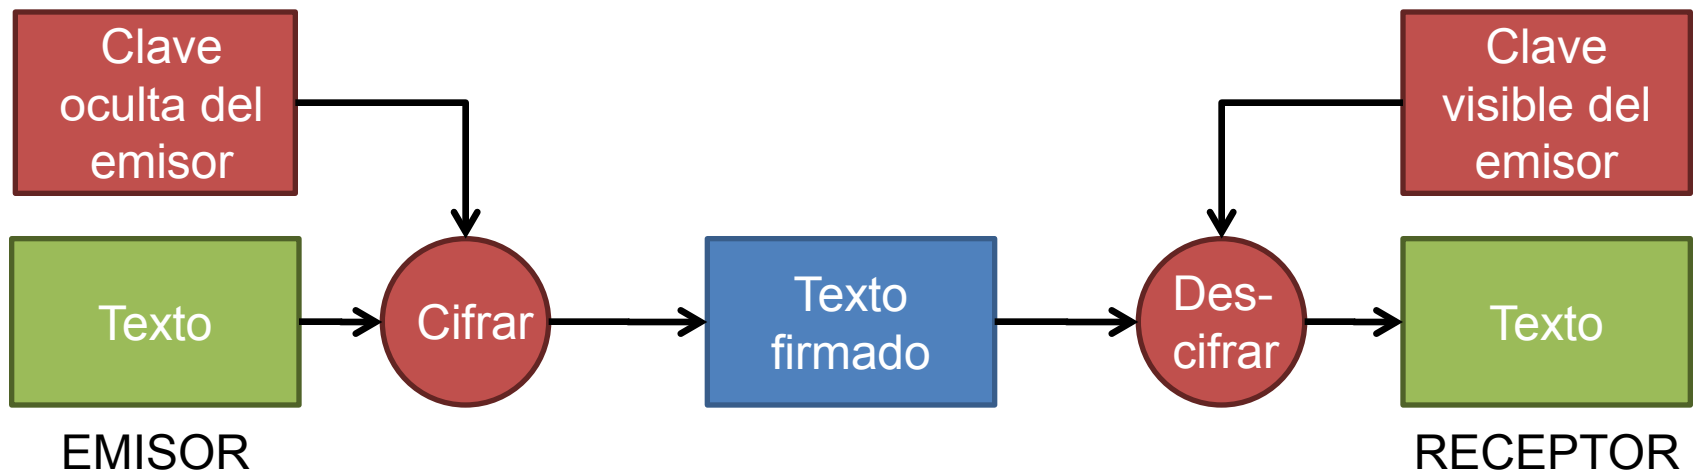 Clave
oculta del
emisor
Clave
visible del
emisor
Texto
Cifrar
Texto
firmado
Des-
cifrar
Texto
EMISOR
RECEPTOR